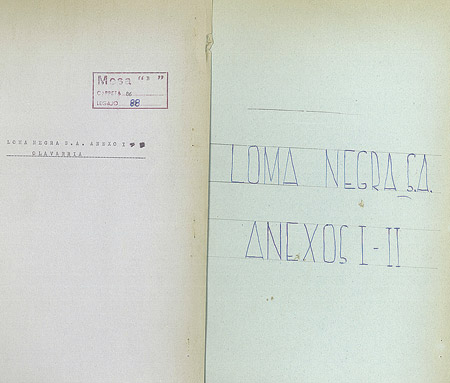 Mesa "D"
CARPETA
LEGAJO 88
LOMA NEGRA S.A. ANEXO I
OLAVARRIA
LOMA NEGRA S.A.
ANEXOS I-II